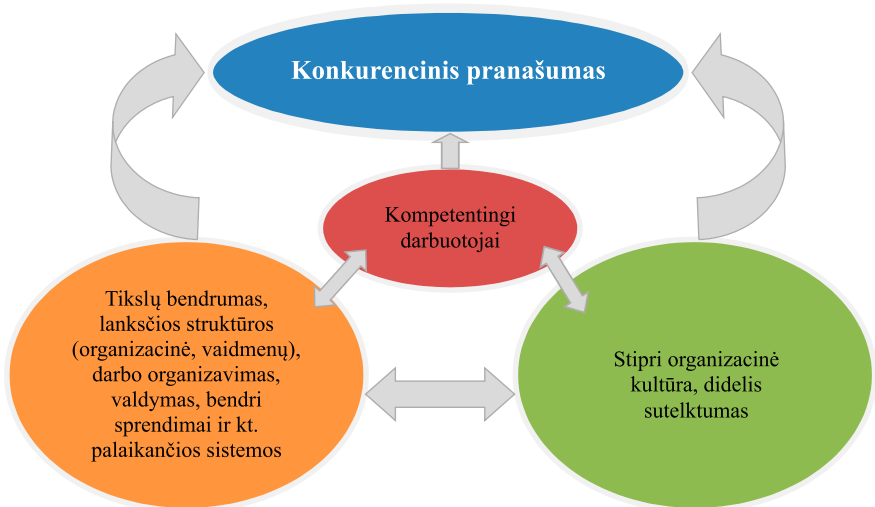 Konkurencinis pranašumas
Kompetentingi
darbuotojai
Tikslų bendrumas,
lanksčios struktūros
(organizacinė, vaidmenų),
darbo organizavimas,
valdymas, bendri
sprendimai ir kt.
palaikančios sistemos
Stipri organizacinė
kultūra, didelis
sutelktumas